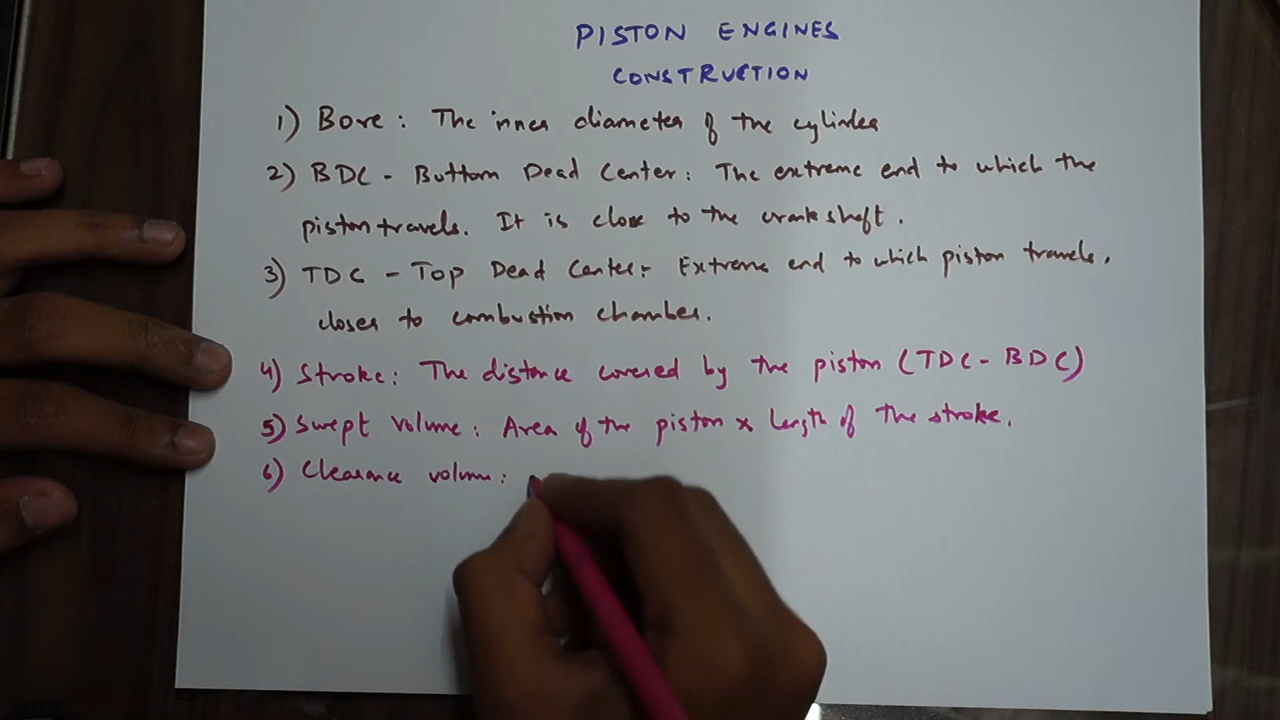 PISTON ENGINES
CONSTRUCTION
1) Bore: The inner diameter of the cylinder
2) BDC - Bottom Dead Center: The extreme end to which the
piston travels. It is close to the crankshaft.
3) TDC - Top Dead Center: Extreme end to which piston travels,
closer to combustion chamber.
4) Stroke: The distance covered by the piston (TDC - BDC)
5) Swept Volume: Area of the piston x Length of the stroke.
6) Clearance volume: